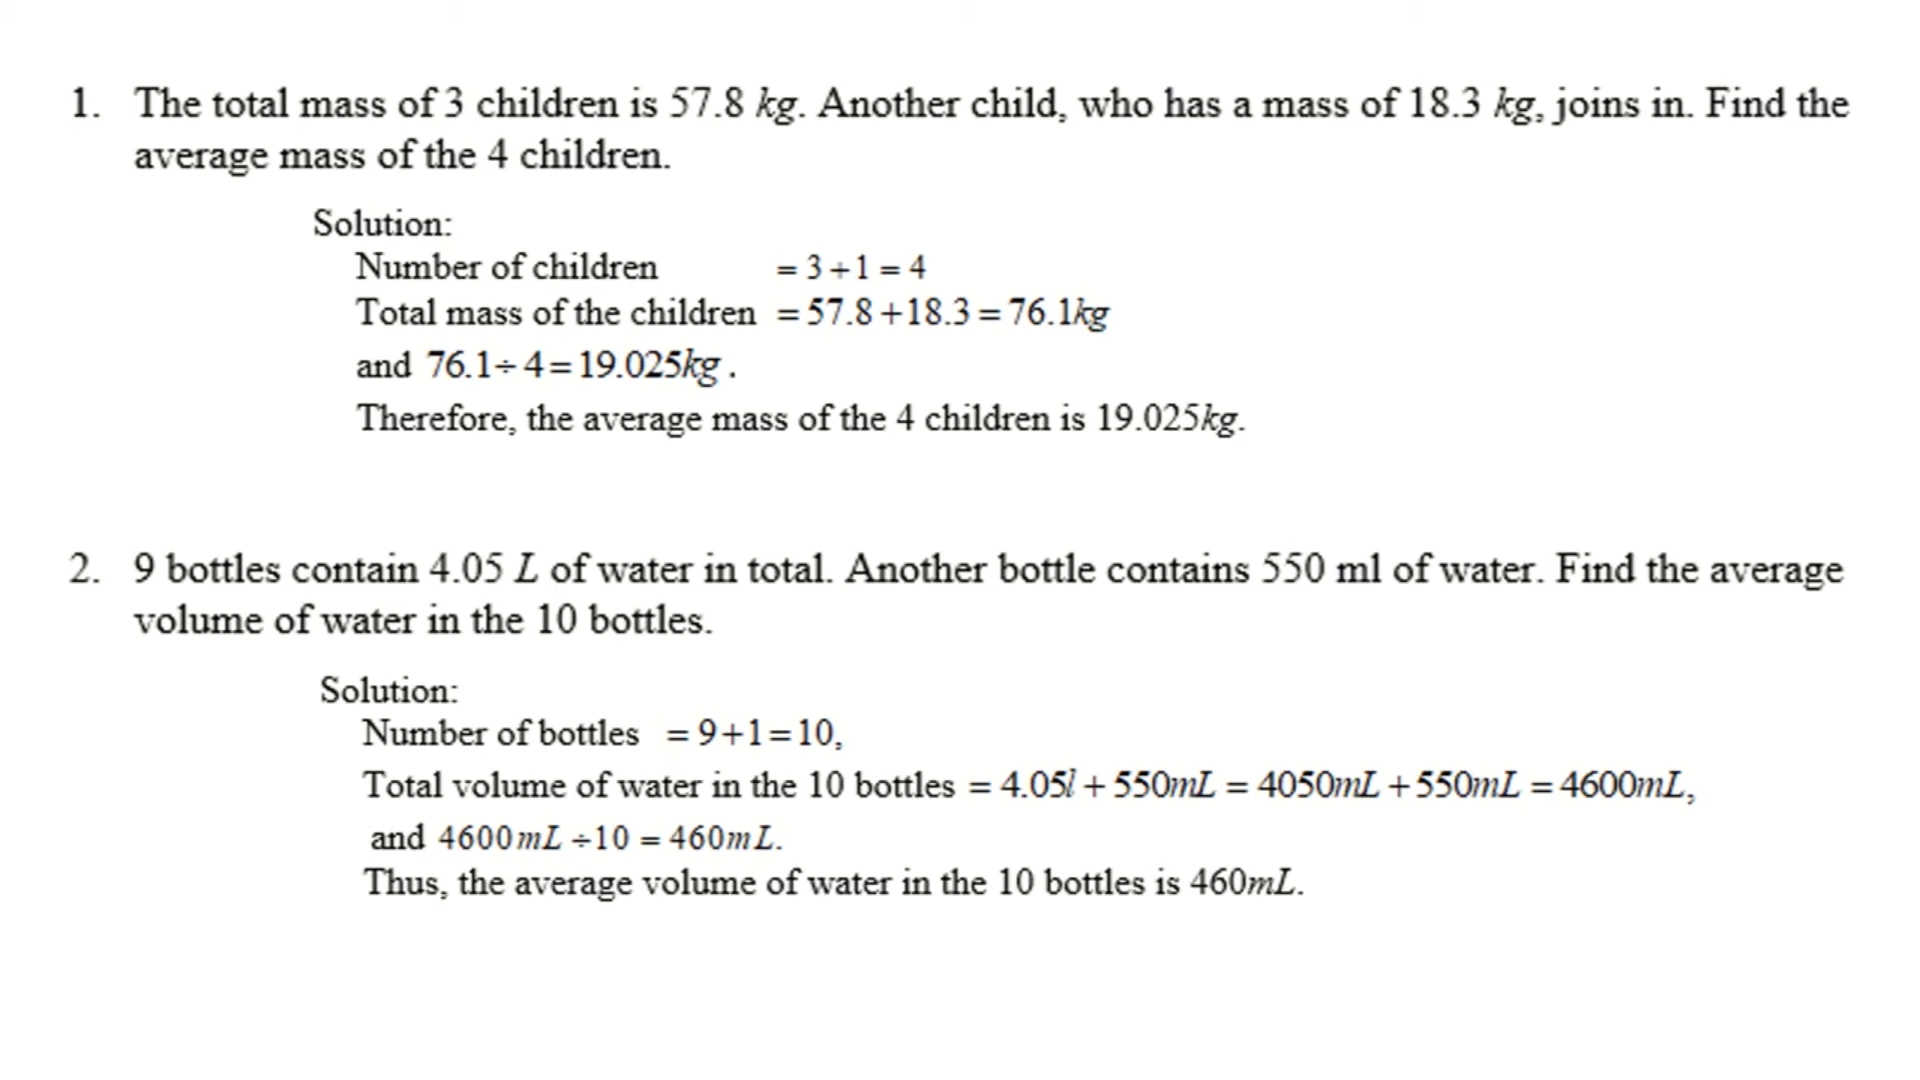 1. The total mass of 3 children is 57.8 kg. Another child, who has a mass of 18.3 kg, joins in. Find the
average mass of the 4 children.
Solution:
Number of children = 3+1 = 4
Total mass of the children = 57.8+18.3 = 76.1kg
and 76.1÷4=19.025kg.
Therefore, the average mass of the 4 children is 19.025kg.
2. 9 bottles contain 4.05 L of water in total. Another bottle contains 550 ml of water. Find the average
volume of water in the 10 bottles.
Solution:
Number of bottles = 9+1=10,
Total volume of water in the 10 bottles = 4.05l + 550mL = 4050mL + 550mL = 4600mL,
and 4600mL ÷10 = 460mL.
Thus, the average volume of water in the 10 bottles is 460mL.